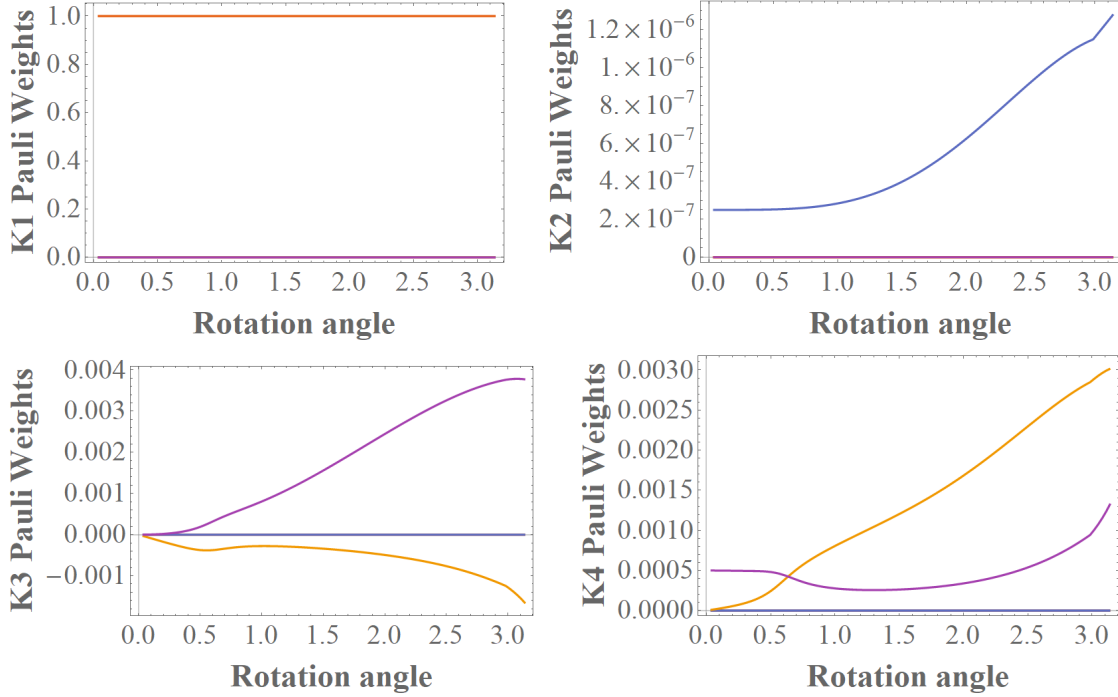 K1 Pauli Weights
1.0
0.8
0.6
0.4
0.2
0.0
0.0 0.5 1.0 1.5 2.0 2.5 3.0
Rotation angle
K2 Pauli Weights
1.2×10⁻⁶
1.×10⁻⁶
8.×10⁻⁷
6.×10⁻⁷
4.×10⁻⁷
2.×10⁻⁷
0
0.0 0.5 1.0 1.5 2.0 2.5 3.0
Rotation angle
K3 Pauli Weights
0.004
0.003
0.002
0.001
0.000
−0.001
0.0 0.5 1.0 1.5 2.0 2.5 3.0
Rotation angle
K4 Pauli Weights
0.0030
0.0025
0.0020
0.0015
0.0010
0.0005
0.0000
0.0 0.5 1.0 1.5 2.0 2.5 3.0
Rotation angle